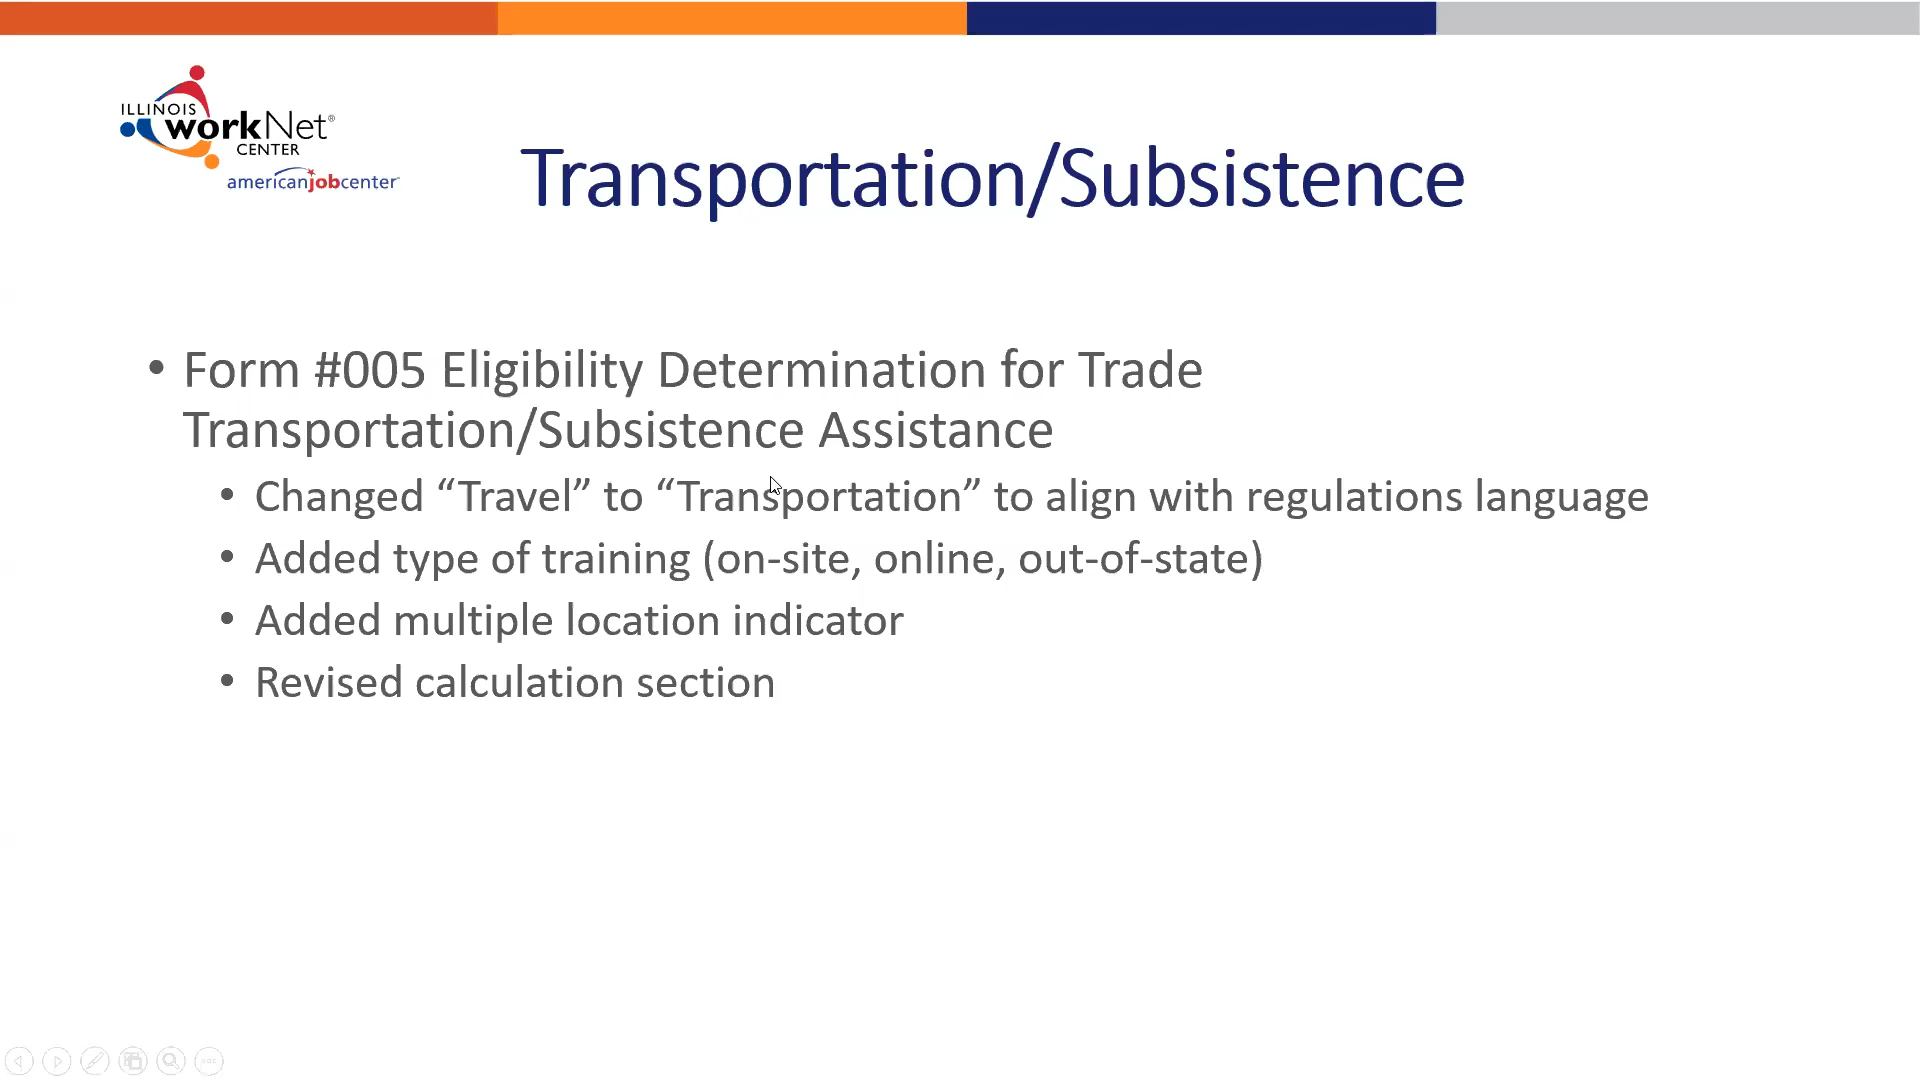 ILLINOIS
workNet®
CENTER
americanjobcenter
Transportation/Subsistence
• Form #005 Eligibility Determination for Trade
Transportation/Subsistence Assistance
• Changed “Travel” to “Transportation” to align with regulations language
• Added type of training (on-site, online, out-of-state)
• Added multiple location indicator
• Revised calculation section